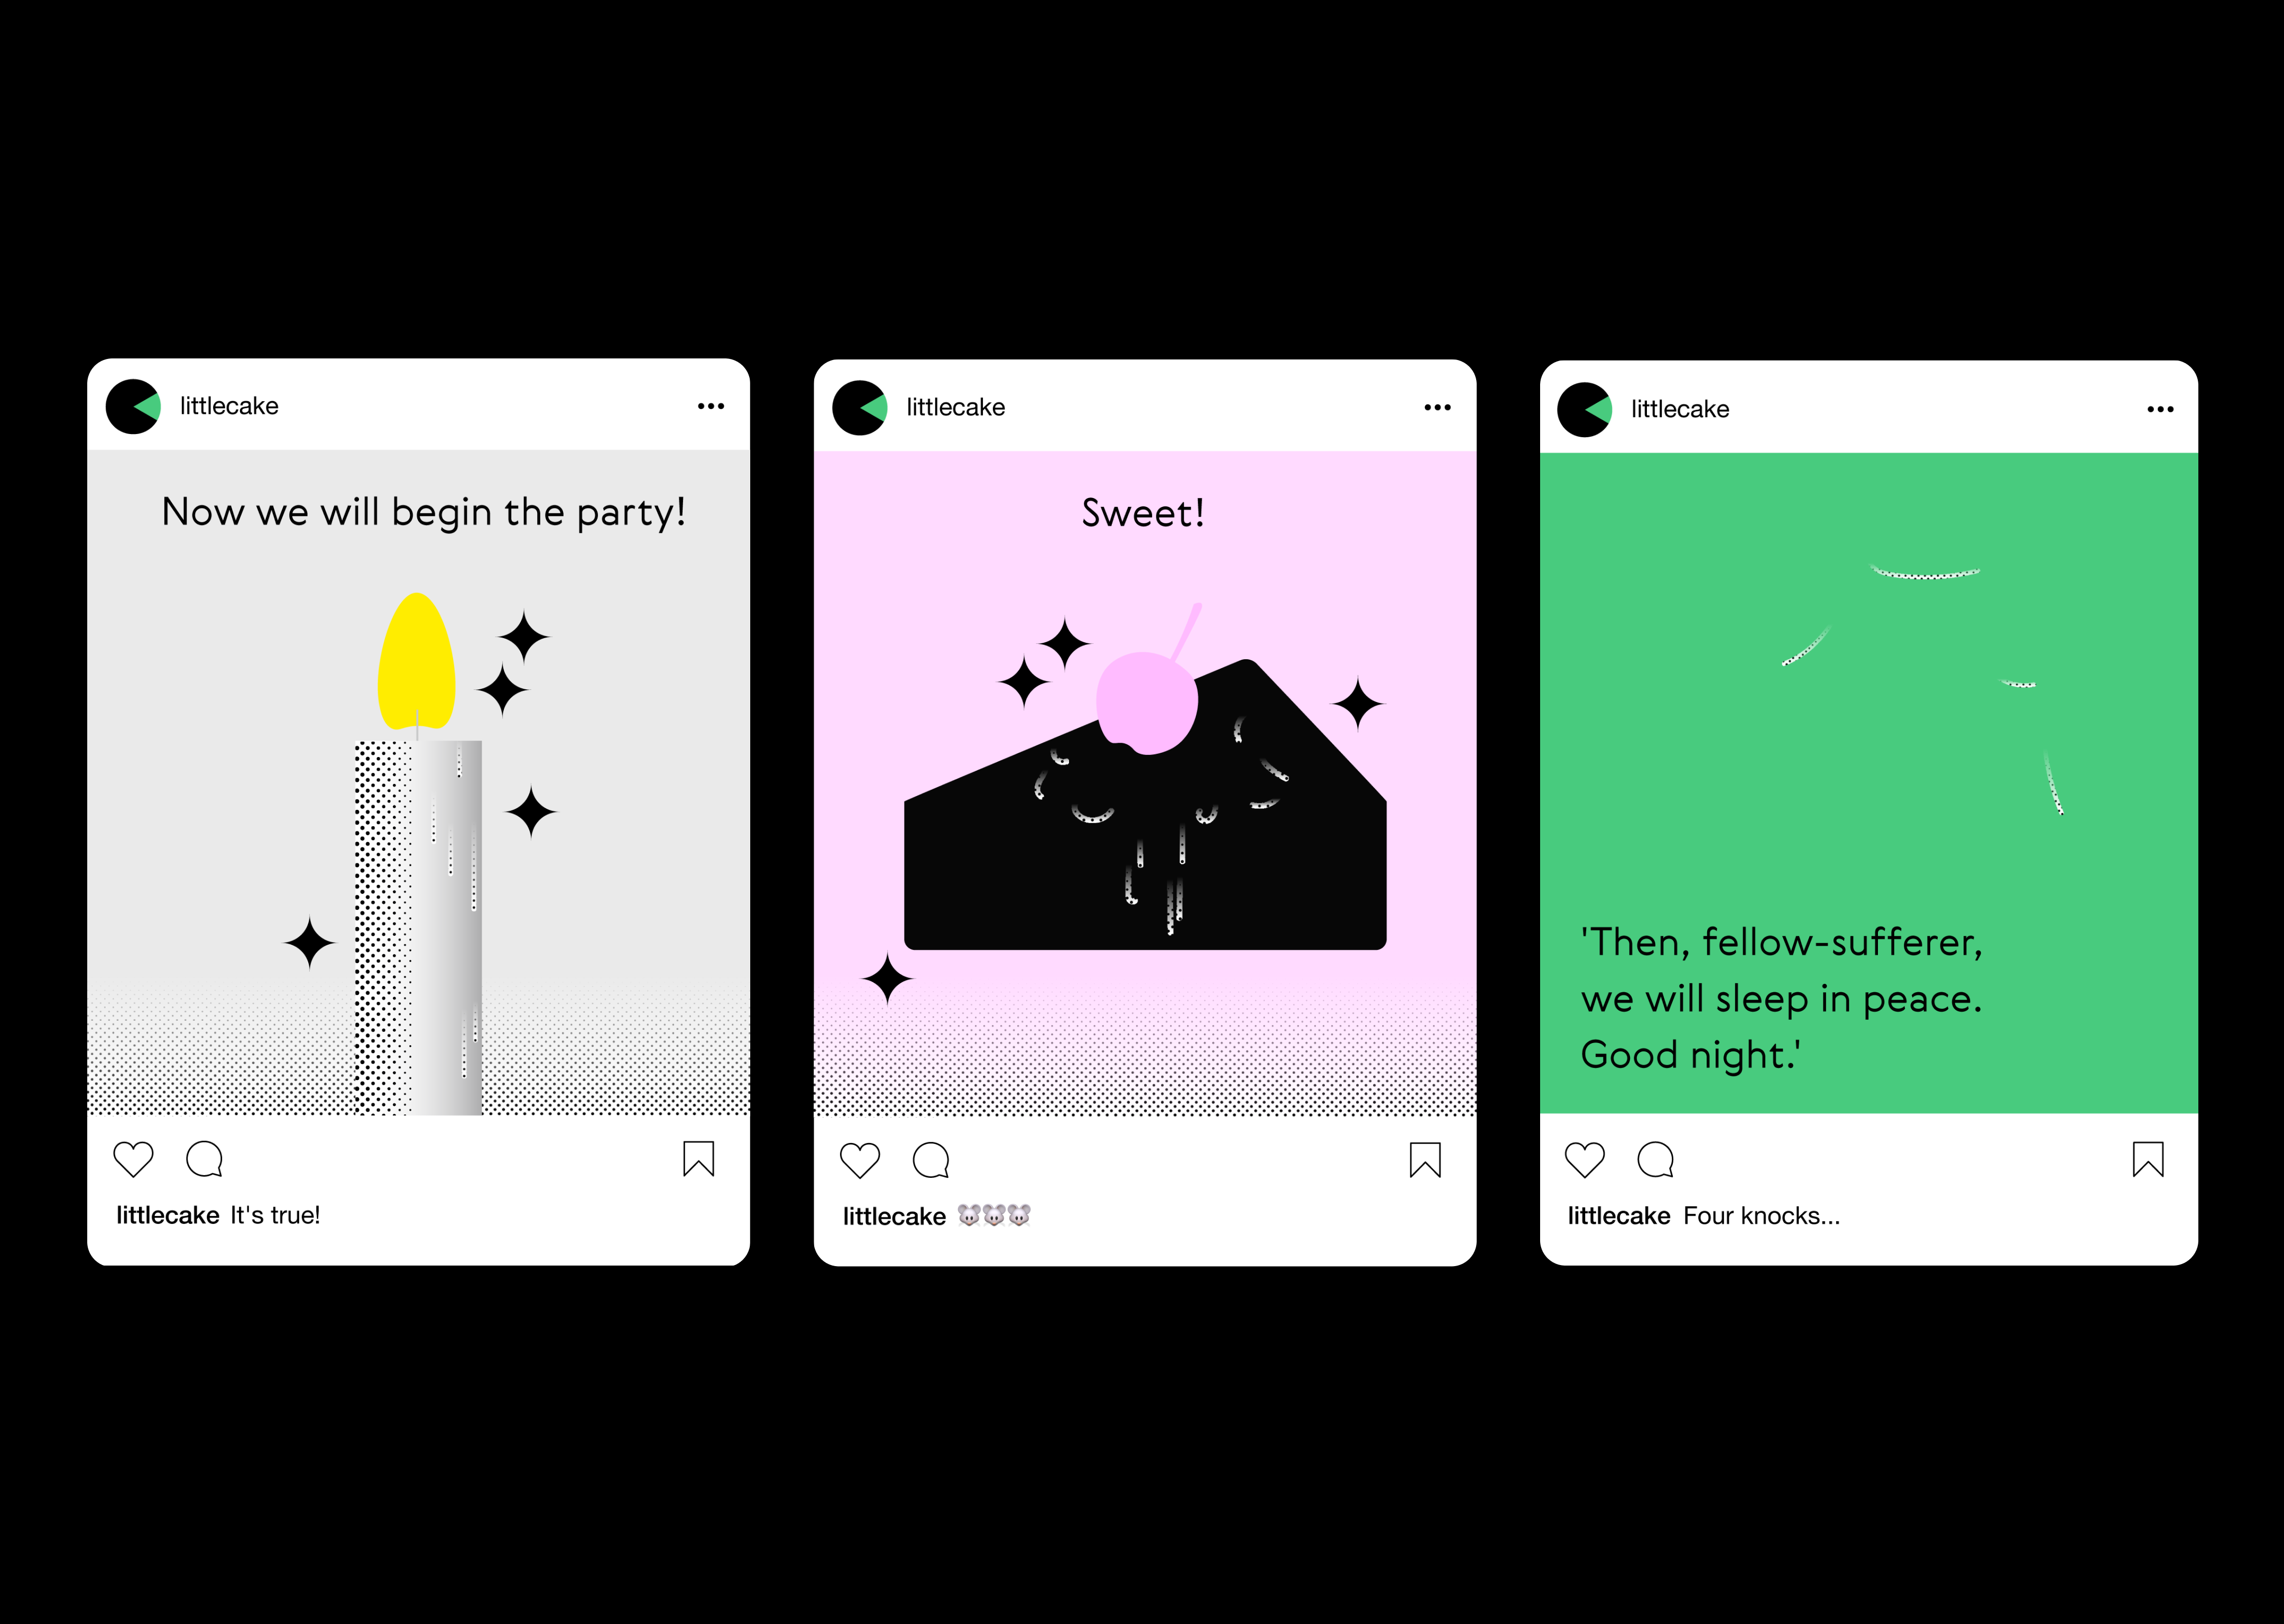 littlecake
Now we will begin the party!
littlecake It's true!
littlecake
Sweet!
littlecake 🐭🐭🐭
littlecake
'Then, fellow-sufferer,
we will sleep in peace.
Good night.'
littlecake Four knocks...